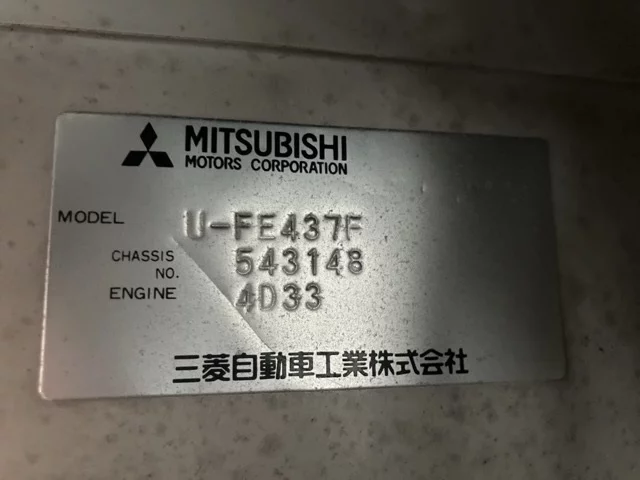 MITSUBISHI
MOTORS CORPORATION
MODEL U-FE437F
CHASSIS NO. 543148
ENGINE 4D33
三菱自動車工業株式会社